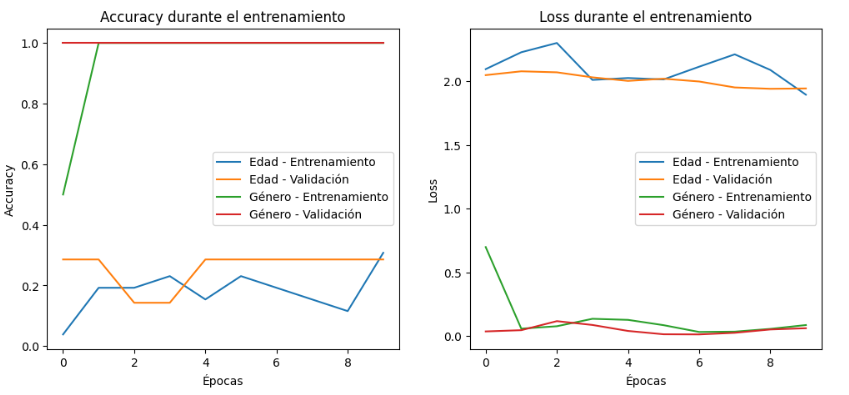 Accuracy durante el entrenamiento
1.0
0.8
0.6
0.4
0.2
0.0
Accuracy
Edad - Entrenamiento
Edad - Validación
Género - Entrenamiento
Género - Validación
0 2 4 6 8
Épocas
Loss durante el entrenamiento
2.0
1.5
1.0
0.5
0.0
Loss
Edad - Entrenamiento
Edad - Validación
Género - Entrenamiento
Género - Validación
0 2 4 6 8
Épocas